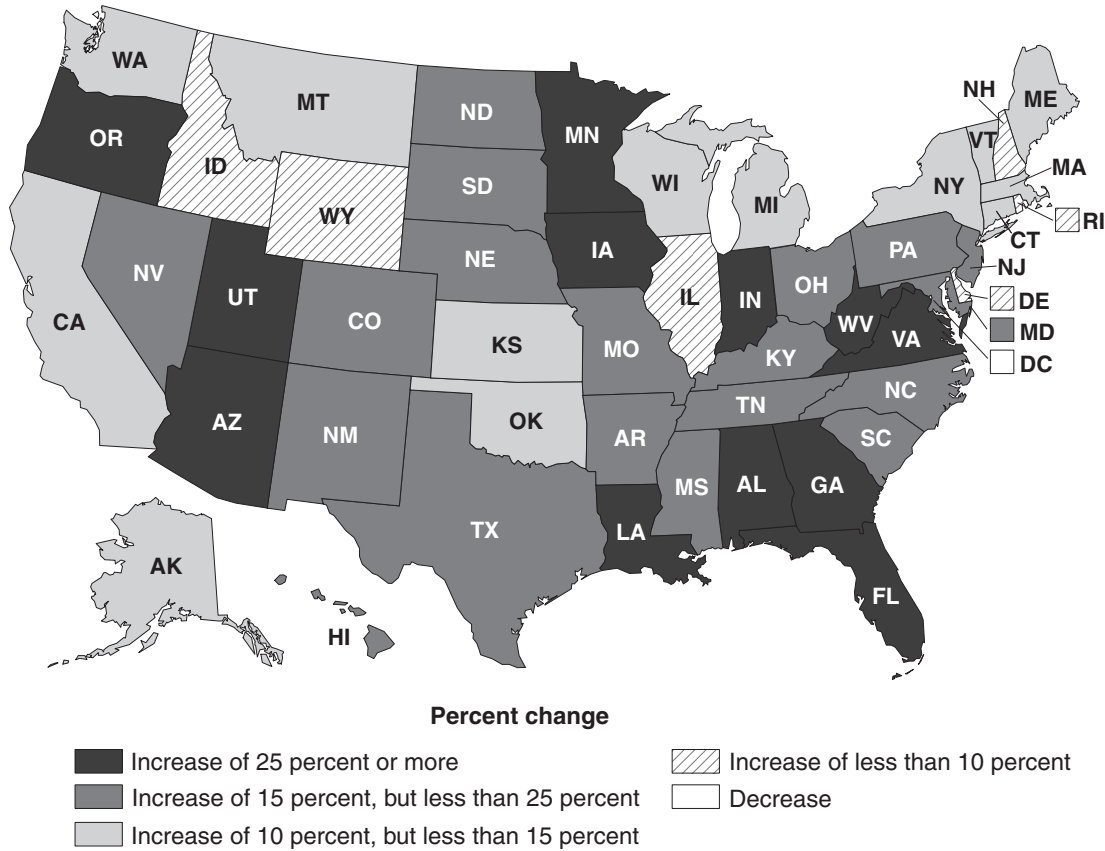 WA
OR
ID
MT
WY
ND
SD
NE
MN
IA
WI
MI
IL
IN
OH
KS
MO
KY
WV
VA
PA
NY
VT
NH
ME
MA
RI
CT
NJ
DE
MD
DC
NV
UT
CO
CA
AZ
NM
OK
AR
TN
NC
SC
MS
AL
GA
LA
TX
FL
AK
HI
Percent change
Increase of 25 percent or more
Increase of 15 percent, but less than 25 percent
Increase of 10 percent, but less than 15 percent
Increase of less than 10 percent
Decrease